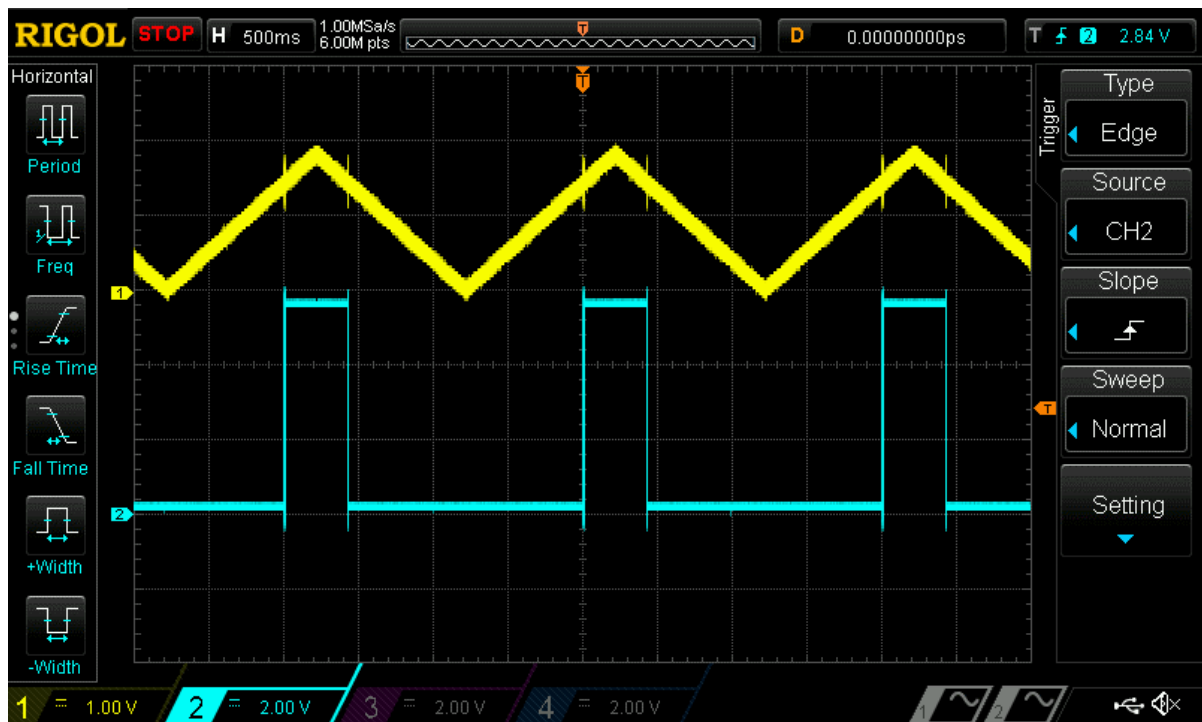 RIGOL STOP H 500ms 1.00MSa/s 6.00M pts T D 0.00000000ps T 2 2.84 V
Horizontal
Period
Freq
Rise Time
Fall Time
+Width
-Width
T
1
2
T
Trigger
Type
Edge
Source
CH2
Slope
Sweep
Normal
Setting
1 1.00 V 2 2.00 V 3 2.00 V 4 2.00 V 1 2